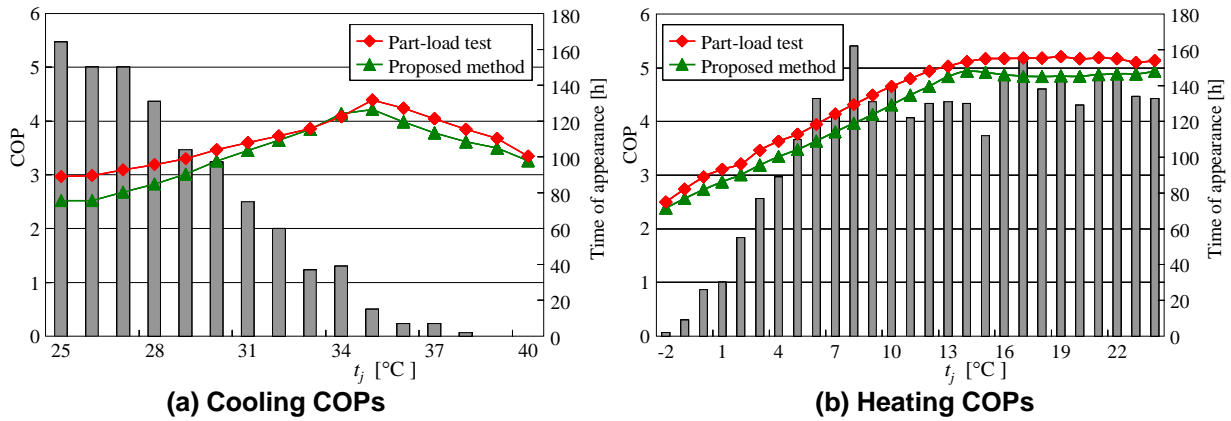 6
5
4
3
2
1
0
COP
180
160
140
120
100
80
60
40
20
0
Time of appearance [h]
Part-load test
Proposed method
25 28 31 34 37 40
t_j [°C]
(a) Cooling COPs
6
5
4
3
2
1
0
COP
180
160
140
120
100
80
60
40
20
0
Time of appearance [h]
Part-load test
Proposed method
-2 1 4 7 10 13 16 19 22
t_j [°C]
(b) Heating COPs